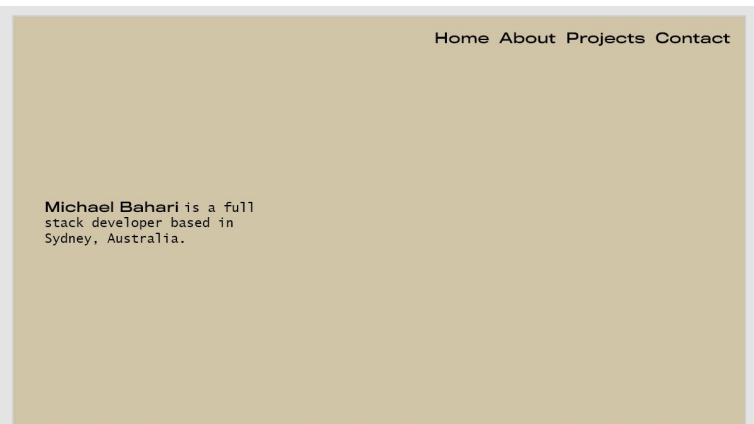 Home About Projects Contact
Michael Bahari is a full
stack developer based in
Sydney, Australia.